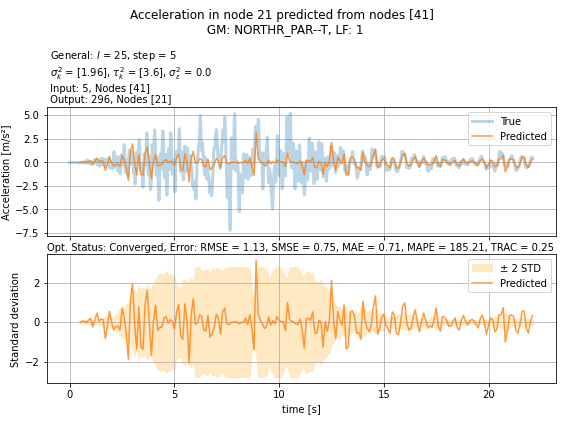 Acceleration in node 21 predicted from nodes [41]
GM: NORTHR_PAR--T, LF: 1
General: l = 25, step = 5
σ²ₖ = [1.96], τ²ₖ = [3.6], σ²ε = 0.0
Input: 5, Nodes [41]
Output: 296, Nodes [21]
5.0
2.5
0.0
−2.5
−5.0
−7.5
Acceleration [m/s²]
True
Predicted
Opt. Status: Converged, Error: RMSE = 1.13, SMSE = 0.75, MAE = 0.71, MAPE = 185.21, TRAC = 0.25
2
0
−2
Standard deviation
± 2 STD
Predicted
0 5 10 15 20
time [s]